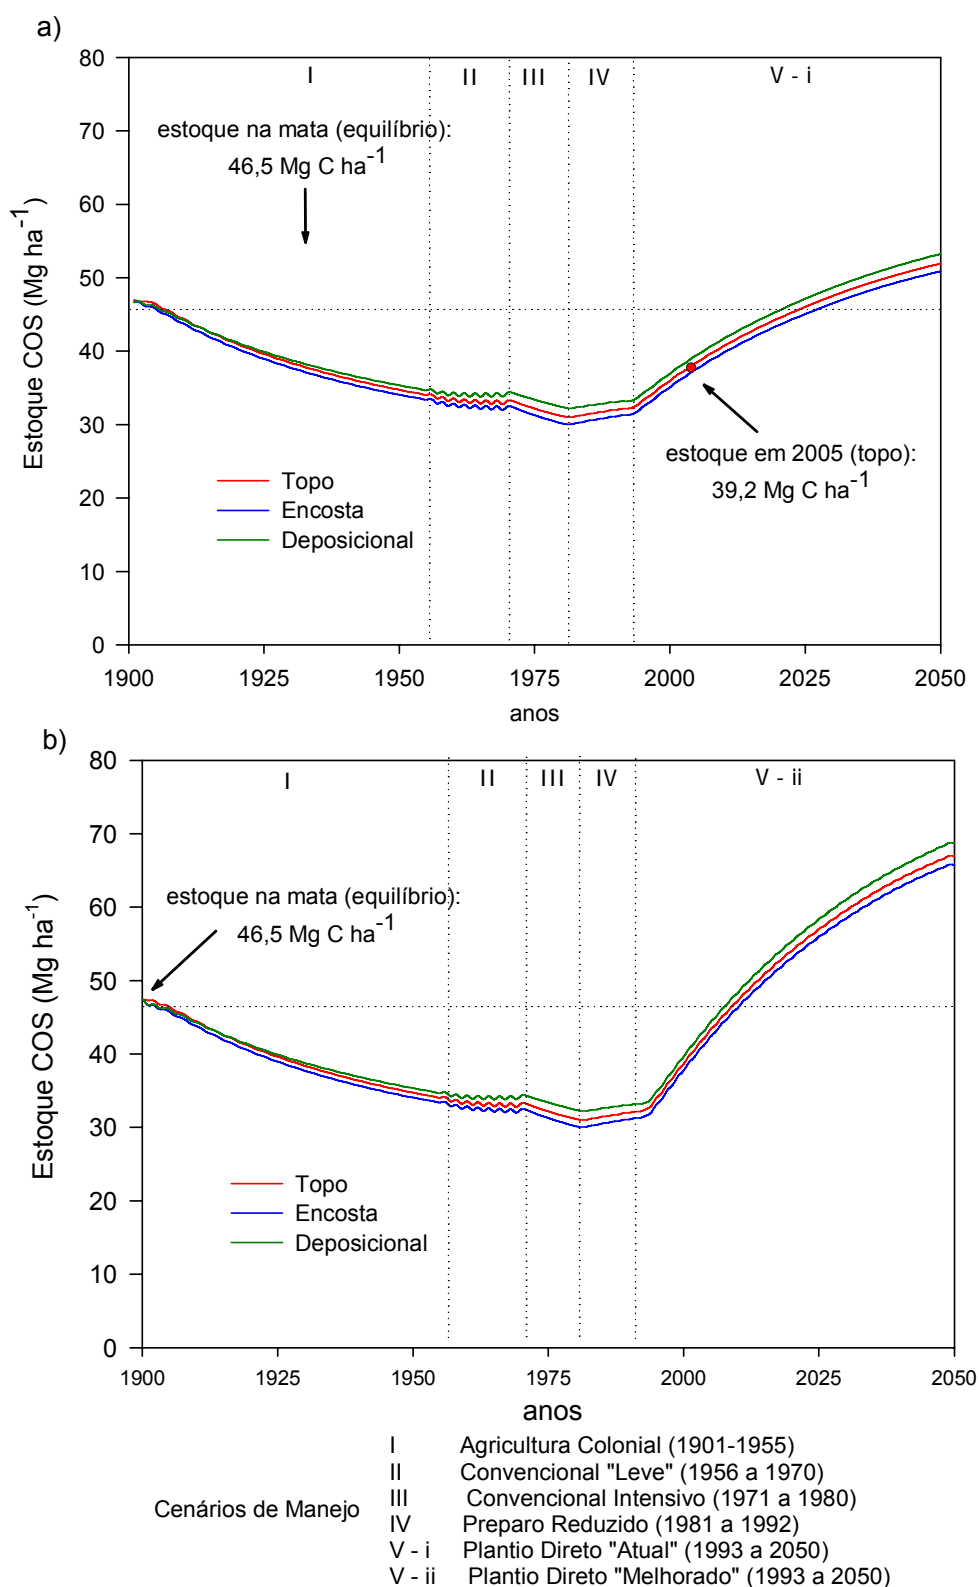 a)
80
70
60
50
40
30
20
10
0
Estoque COS (Mg ha⁻¹)
I II III IV V - i
estoque na mata (equilíbrio):
46,5 Mg C ha⁻¹
estoque em 2005 (topo):
39,2 Mg C ha⁻¹
Topo
Encosta
Deposicional
1900 1925 1950 1975 2000 2025 2050
anos
b)
80
70
60
50
40
30
20
10
0
Estoque COS (Mg ha⁻¹)
I II III IV V - ii
estoque na mata (equilíbrio):
46,5 Mg C ha⁻¹
Topo
Encosta
Deposicional
1900 1925 1950 1975 2000 2025 2050
anos
Cenários de Manejo
I Agricultura Colonial (1901-1955)
II Convencional "Leve" (1956 a 1970)
III Convencional Intensivo (1971 a 1980)
IV Preparo Reduzido (1981 a 1992)
V - i Plantio Direto "Atual" (1993 a 2050)
V - ii Plantio Direto "Melhorado" (1993 a 2050)